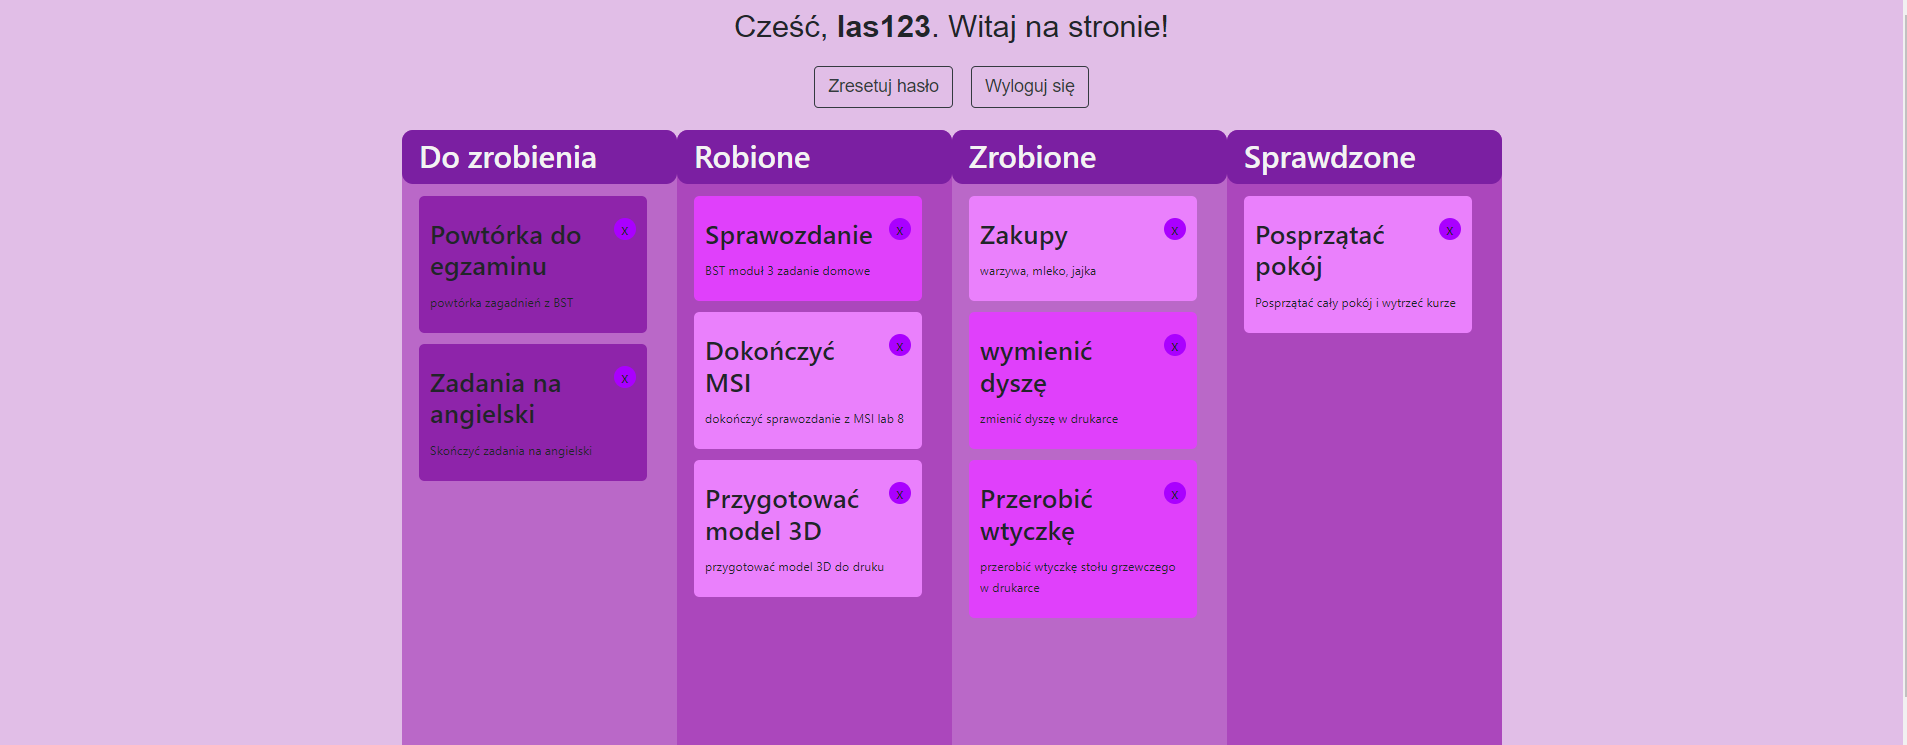 Cześć, las123. Witaj na stronie!
Zresetuj hasło
Wyloguj się
Do zrobienia
Powtórka do
egzaminu
x
powtórka zagadnień z BST
Zadania na
angielski
x
Skończyć zadania na angielski
Robione
Sprawozdanie
x
BST moduł 3 zadanie domowe
Dokończyć
MSI
x
dokończyć sprawozdanie z MSI lab 8
Przygotować
model 3D
x
przygotować model 3D do druku
Zrobione
Zakupy
x
warzywa, mleko, jajka
wymienić
dyszę
x
zmienić dyszę w drukarce
Przerobić
wtyczkę
x
przerobić wtyczkę stołu grzewczego
w drukarce
Sprawdzone
Posprzątać
pokój
x
Posprzątać cały pokój i wytrzeć kurze